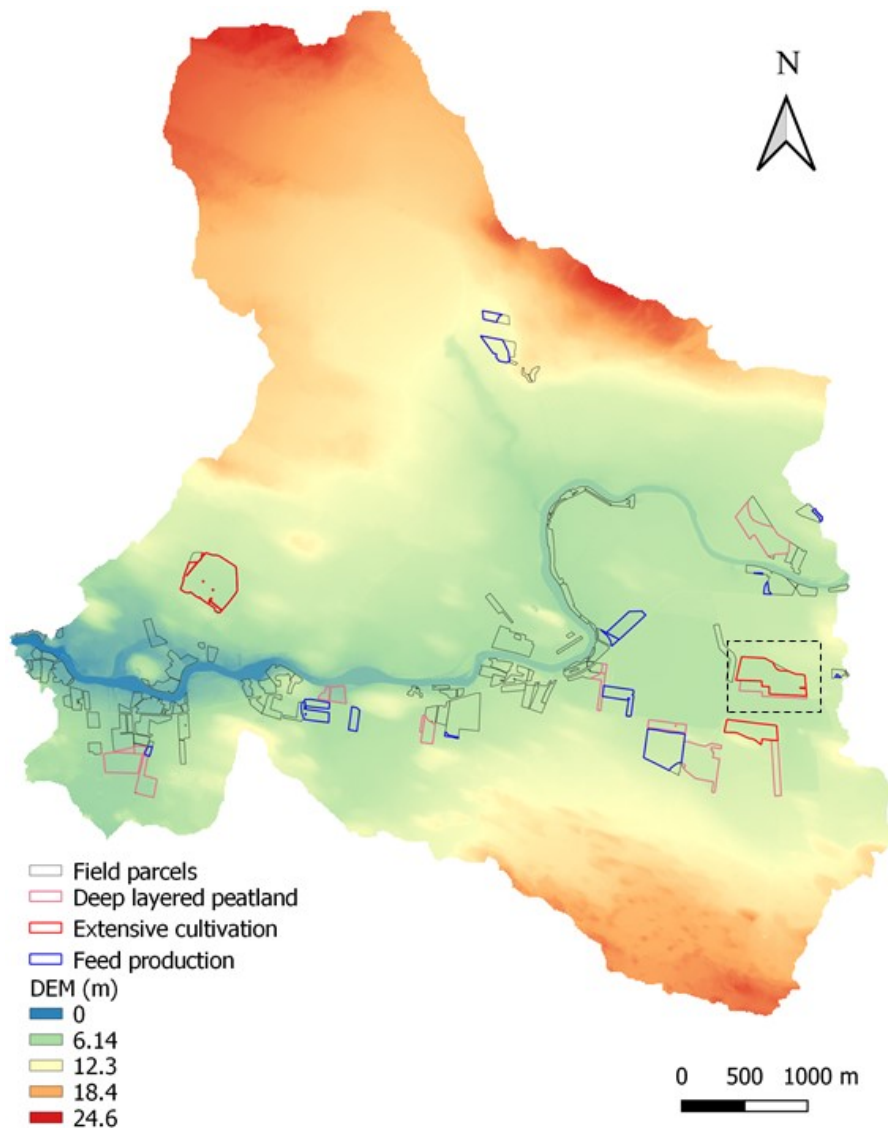 N
Field parcels
Deep layered peatland
Extensive cultivation
Feed production
DEM (m)
0
6.14
12.3
18.4
24.6
0 500 1000 m